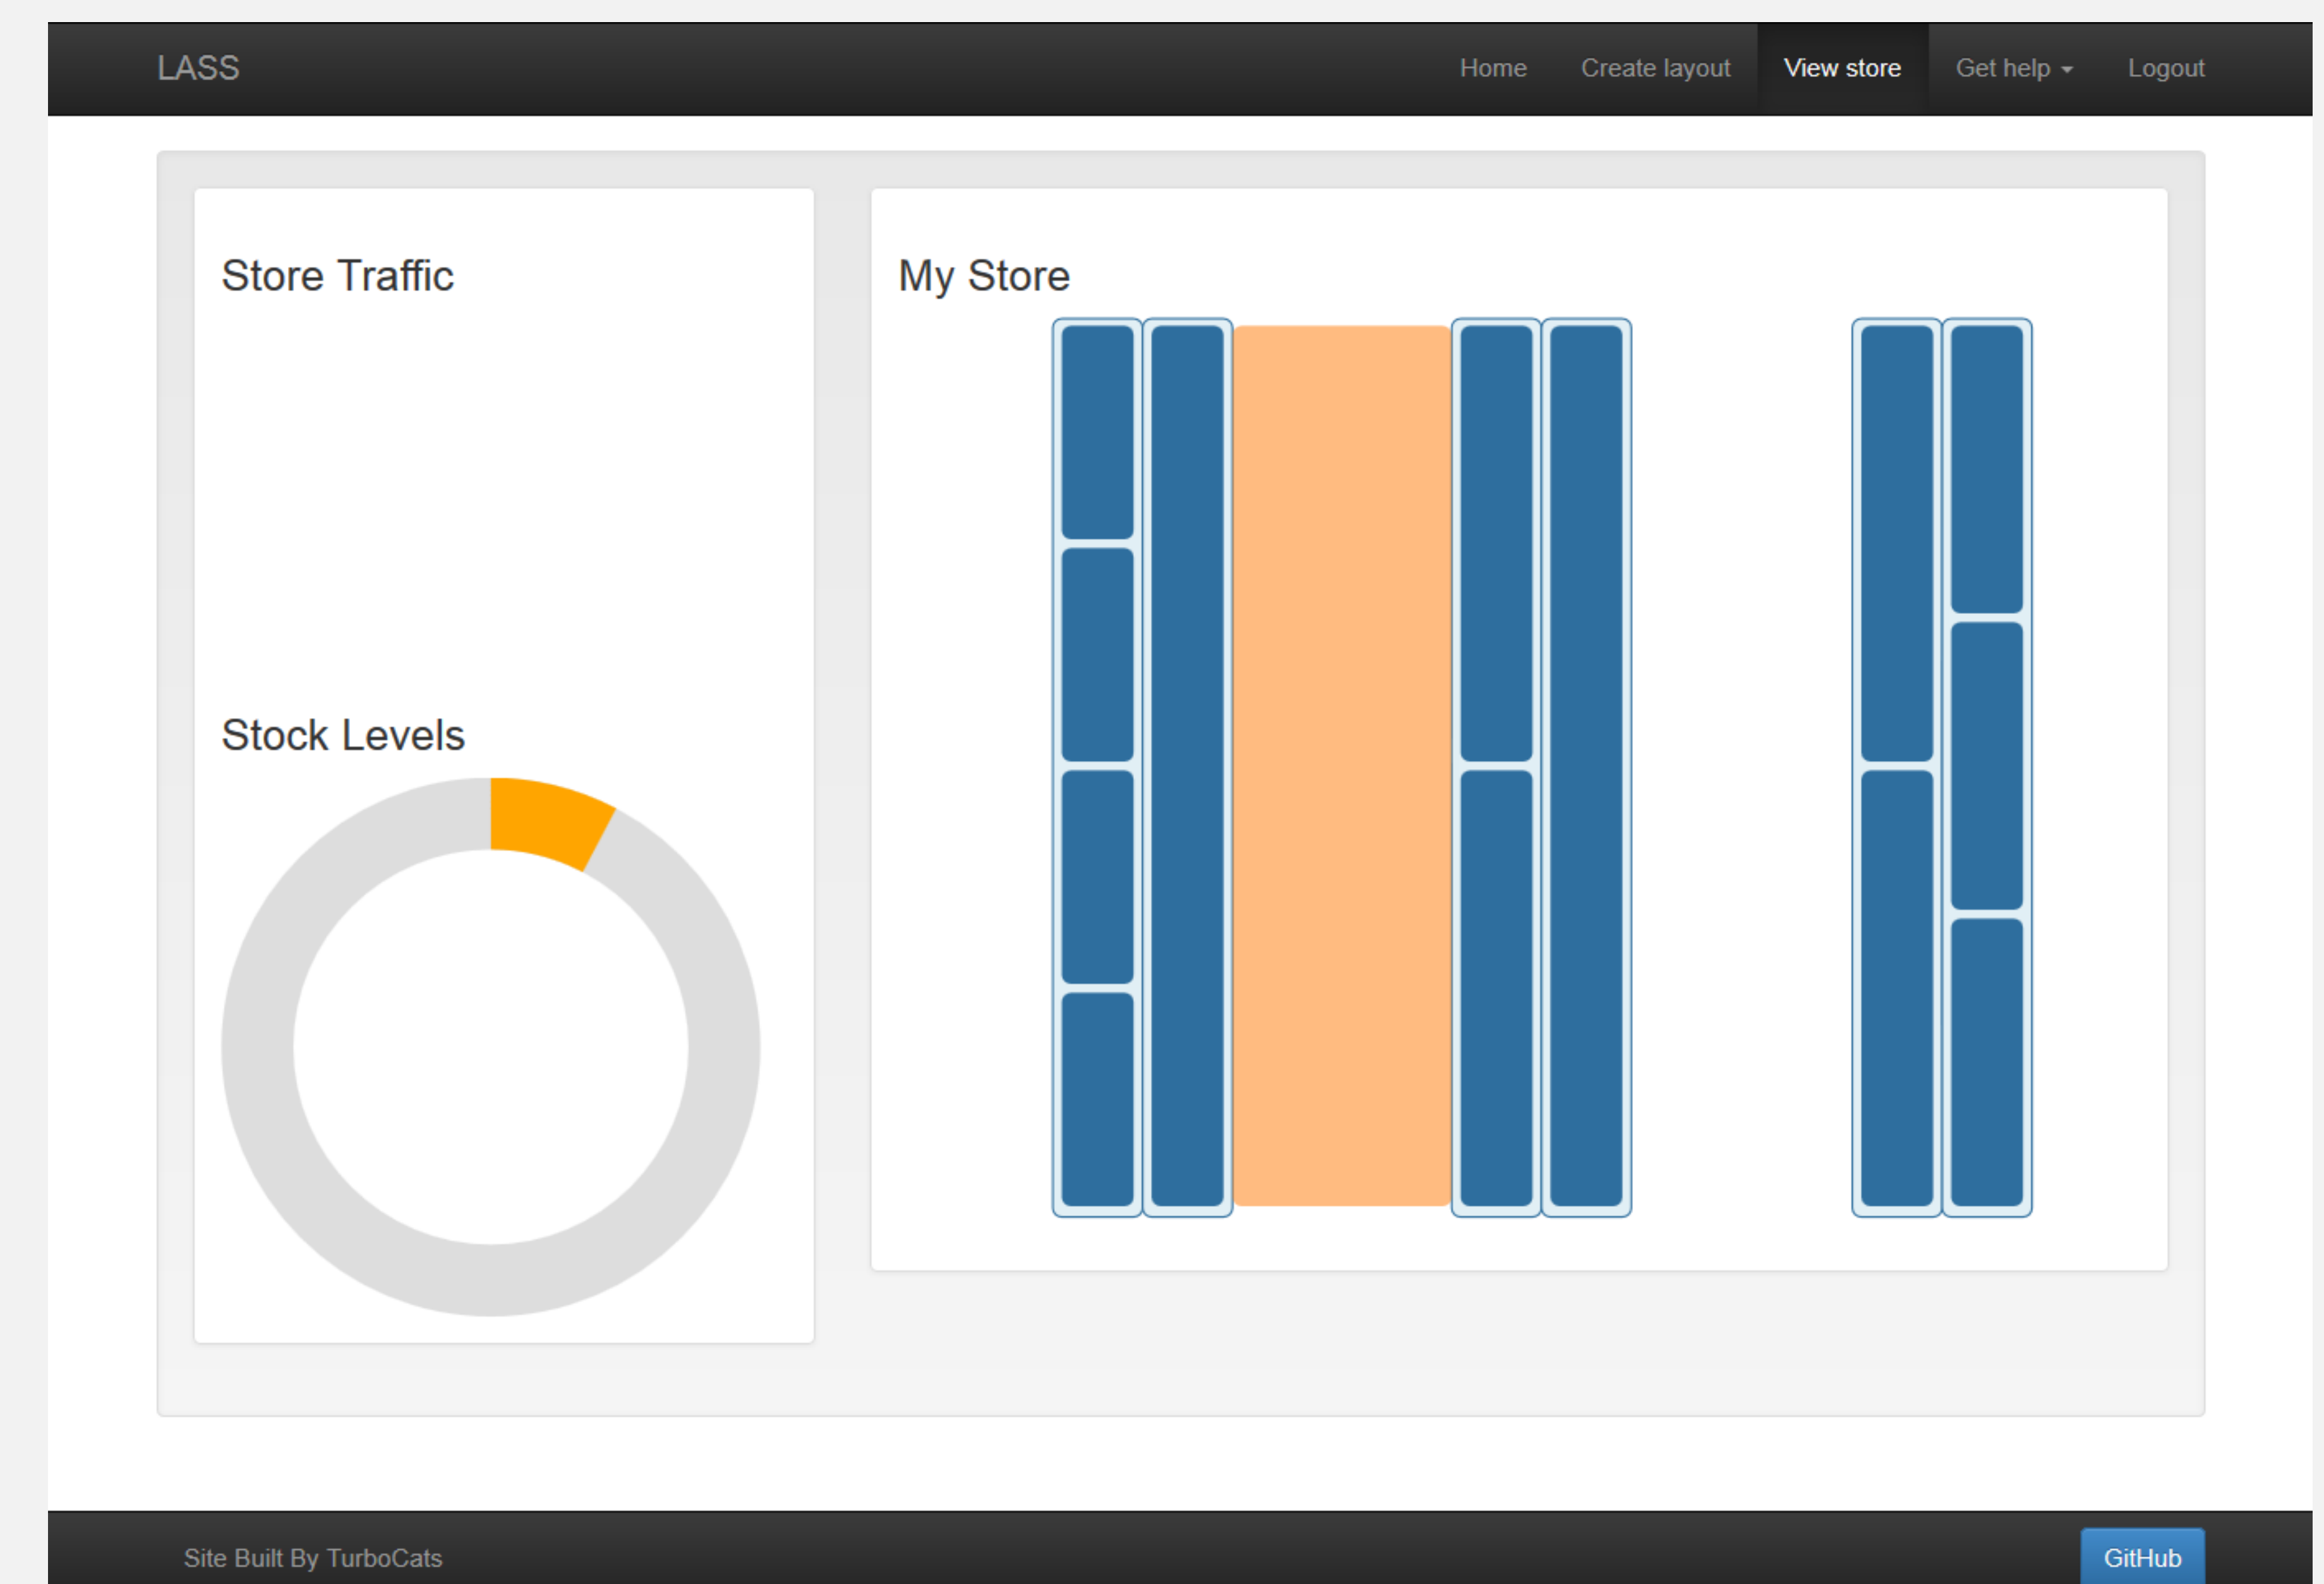 LASS
Home Create layout View store Get help Logout
Store Traffic
My Store
Stock Levels
Site Built By TurboCats
GitHub